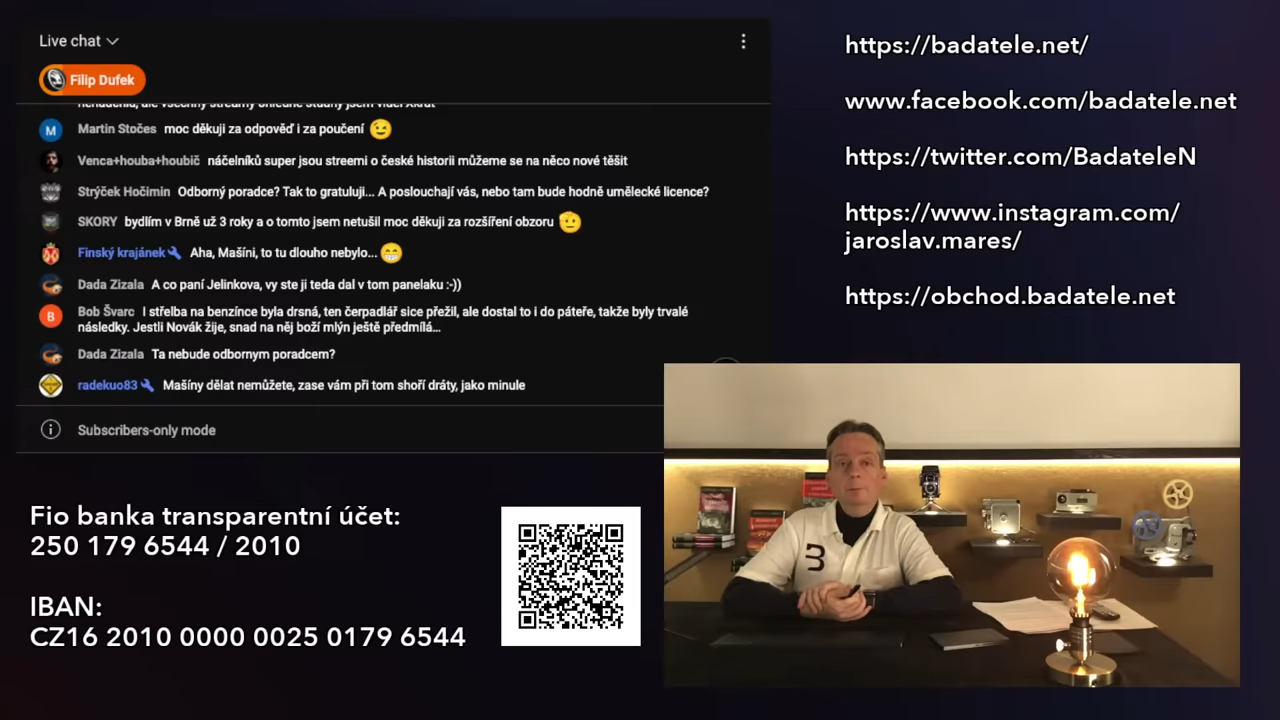 Live chat
Filip Dufek
Martin Stočes moc děkuji za odpověď i za poučení
Venca+houba+houbič náčelníků super jsou streemi o české historii můžeme se na něco nové těšit
Strýček Hočimin Odborný poradce? Tak to gratuluji... A poslouchají vás, nebo tam bude hodně umělecké licence?
SKORY bydlím v Brně už 3 roky a o tomto jsem netušil moc děkuji za rozšíření obzoru
Finský krajánek Aha, Mašíni, to tu dlouho nebylo...
Dada Zizala A co paní Jelinkova, vy ste ji teda dal v tom panelaku :-))
B Bob Švarc I střelba na benzínce byla drsná, ten čerpadlář sice přežil, ale dostal to i do páteře, takže byly trvalé
následky. Jestli Novák žije, snad na něj boží mlýn ještě předmílá...
Dada Zizala Ta nebude odbornym poradcem?
radekuo83 Mašíny dělat nemůžete, zase vám při tom shoří dráty, jako minule
Subscribers-only mode
https://badatele.net/
www.facebook.com/badatele.net
https://twitter.com/BadateleN
https://www.instagram.com/
jaroslav.mares/
https://obchod.badatele.net
Fio banka transparentní účet:
250 179 6544 / 2010
IBAN:
CZ16 2010 0000 0025 0179 6544